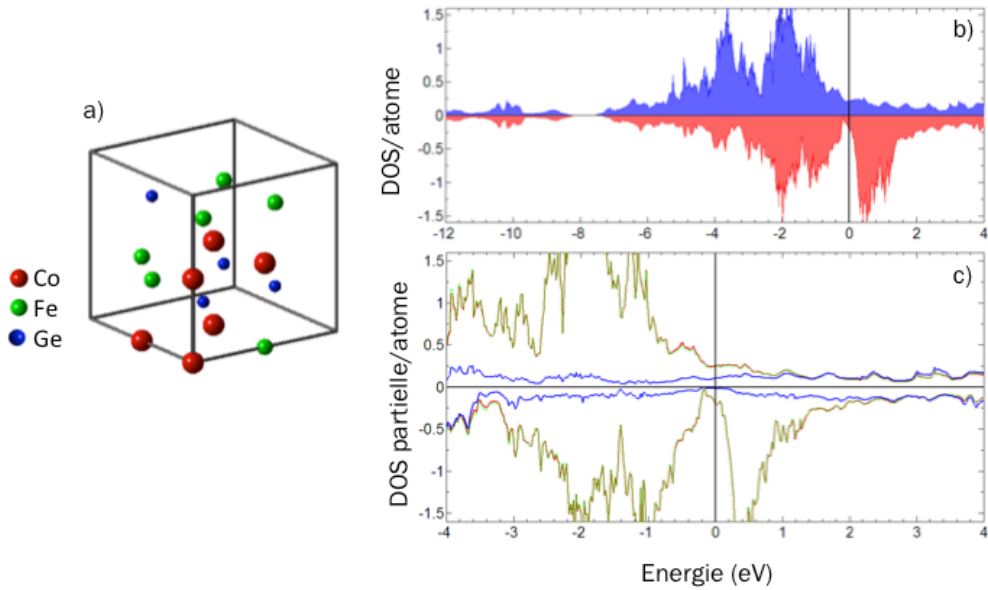 a)
Co
Fe
Ge
b)
DOS/atome
1.5
1
0.5
0
-0.5
-1
-1.5
-12 -10 -8 -6 -4 -2 0 2 4
c)
DOS partielle/atome
1.5
1
0.5
0
-0.5
-1
-1.5
-4 -3 -2 -1 0 1 2 3 4
Energie (eV)